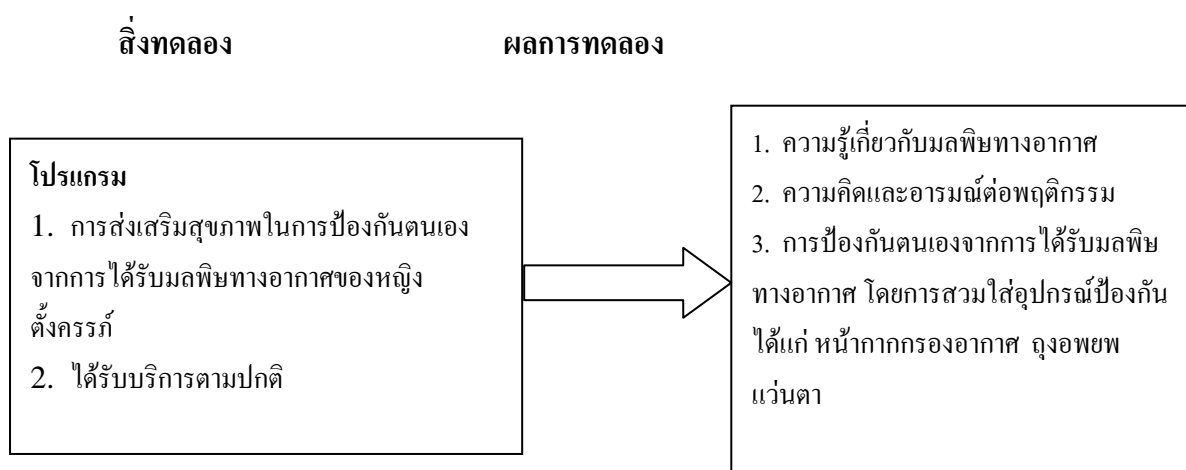 สิ่งทดลอง
ผลการทดลอง
โปรแกรม
1. การส่งเสริมสุขภาพในการป้องกันตนเอง
จากการได้รับมลพิษทางอากาศของหญิง
ตั้งครรภ์
2. ได้รับบริการตามปกติ
1. ความรู้เกี่ยวกับมลพิษทางอากาศ
2. ความคิดและอารมณ์ต่อพฤติกรรม
3. การป้องกันตนเองจากการได้รับมลพิษ
ทางอากาศ โดยการสวมใส่อุปกรณ์ป้องกัน
ได้แก่ หน้ากากกรองอากาศ ถุงอพยพ
แว่นตา